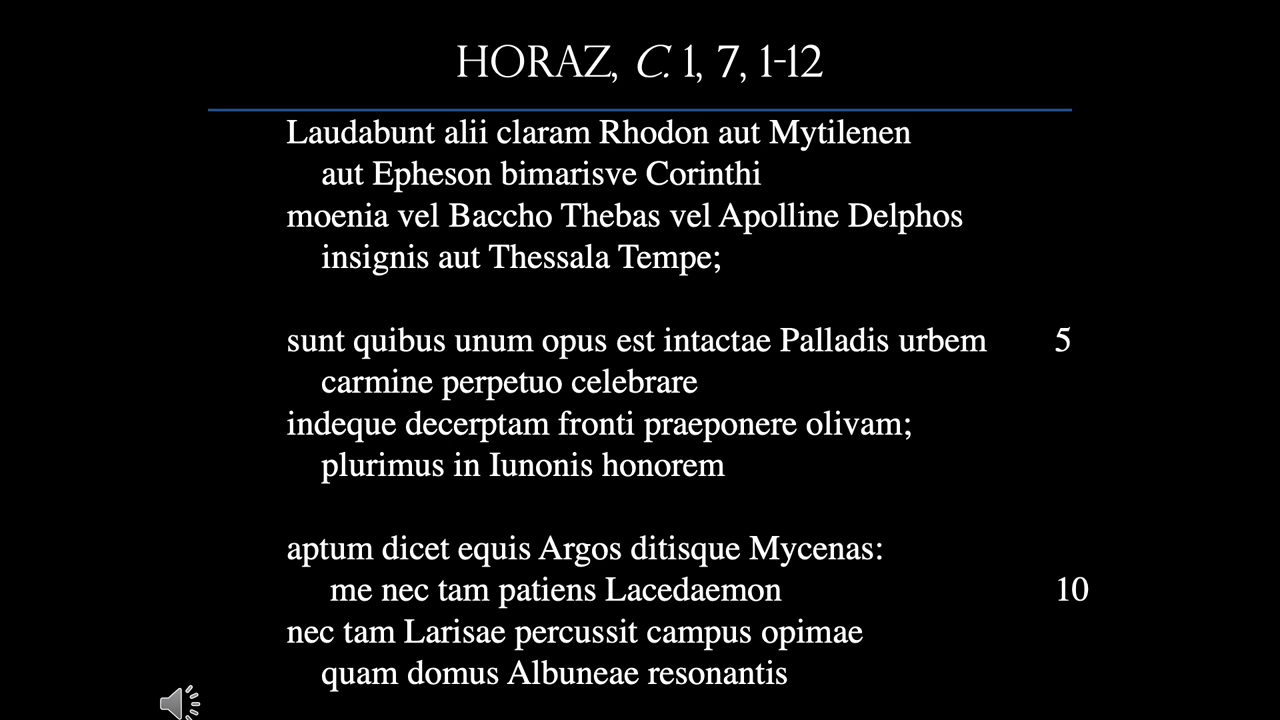 HORAZ, C. 1, 7, 1-12
Laudabunt alii claram Rhodon aut Mytilenen
aut Epheson bimarisve Corinthi
moenia vel Baccho Thebas vel Apolline Delphos
insignis aut Thessala Tempe;
sunt quibus unum opus est intactae Palladis urbem 5
carmine perpetuo celebrare
indeque decerptam fronti praeponere olivam;
plurimus in Iunonis honorem
aptum dicet equis Argos ditisque Mycenas:
me nec tam patiens Lacedaemon 10
nec tam Larisae percussit campus opimae
quam domus Albuneae resonantis